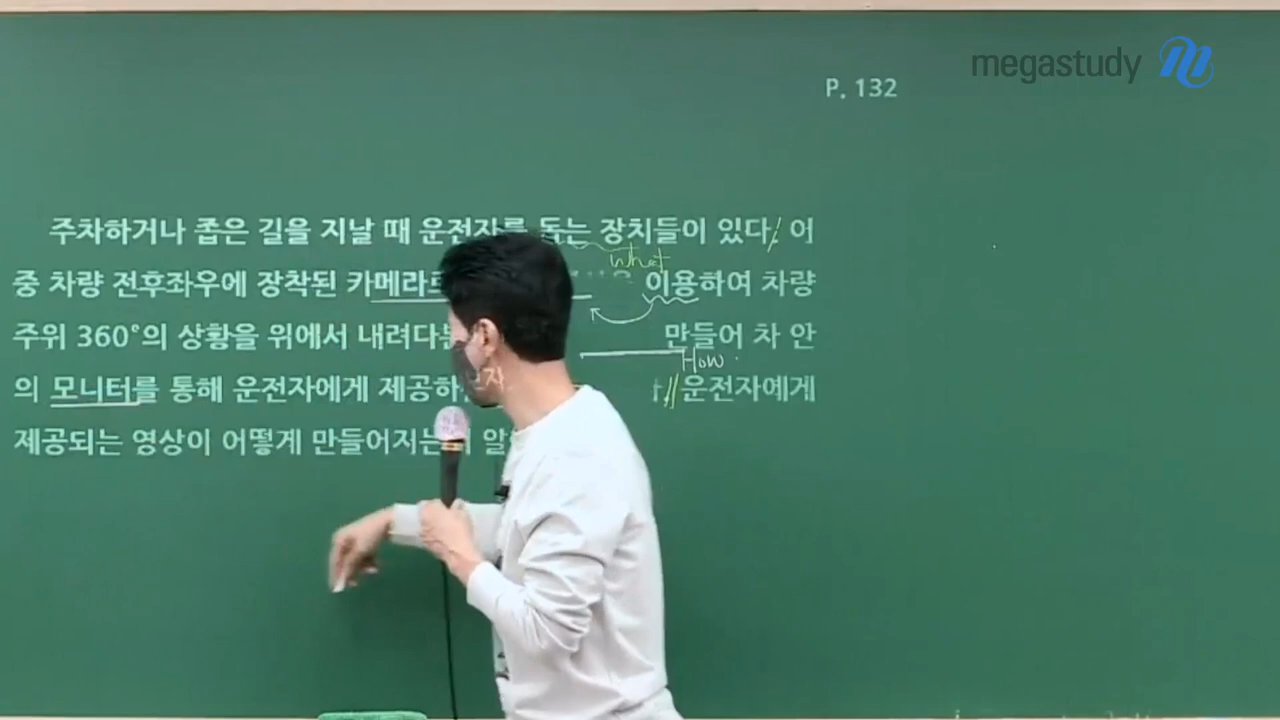 megastudy
P. 132
주차하거나 좁은 길을 지날 때 운전자를 돕는 장치들이 있다/ 이
What
중 차량 전후좌우에 장착된 카메라로 이용하여 차량
주위 360°의 상황을 위에서 내려다본 만들어 차 안
How
의 모니터를 통해 운전자에게 제공하 // 운전자에게
제공되는 영상이 어떻게 만들어지는지 알